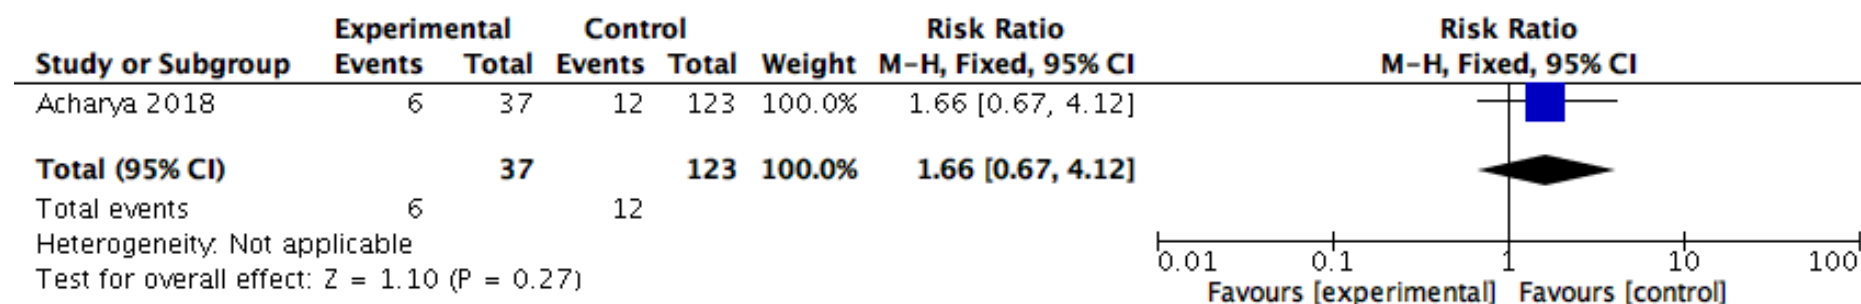 Experimental Control Risk Ratio Risk Ratio
Study or Subgroup Events Total Events Total Weight M-H, Fixed, 95% CI M-H, Fixed, 95% CI
Acharya 2018 6 37 12 123 100.0% 1.66 [0.67, 4.12]
Total (95% CI) 37 123 100.0% 1.66 [0.67, 4.12]
Total events 6 12
Heterogeneity: Not applicable
Test for overall effect: Z = 1.10 (P = 0.27)
0.01 0.1 1 10 100
Favours [experimental] Favours [control]